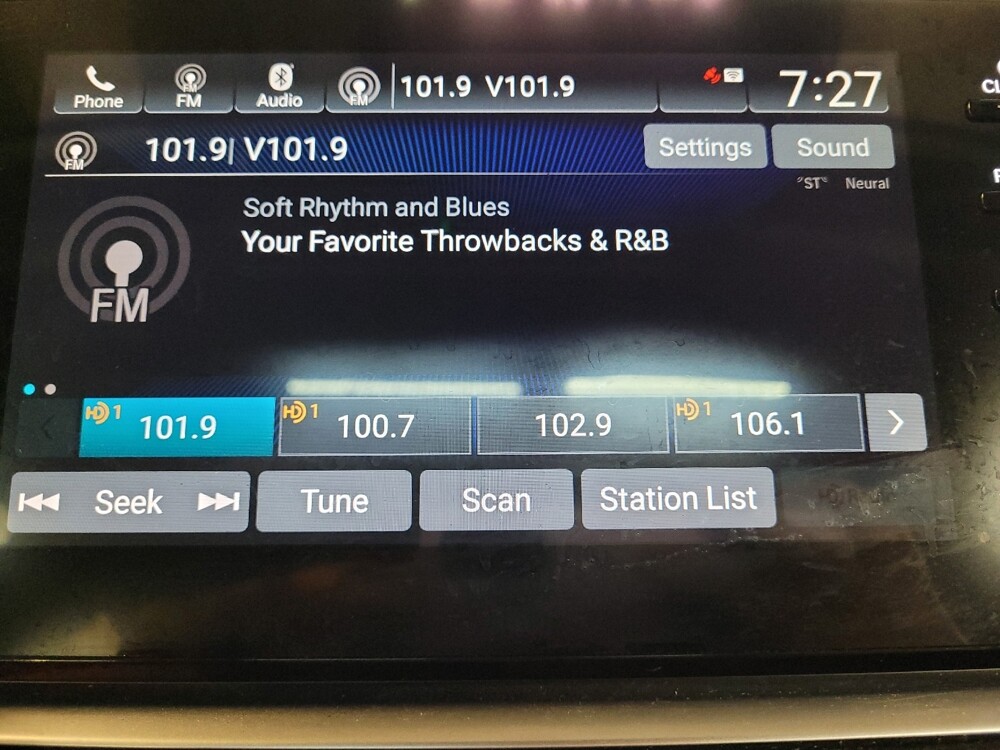 Phone FM FM Audio FM 101.9 V101.9 7:27
FM 101.9| V101.9 Settings Sound
"ST" Neural
Soft Rhythm and Blues
Your Favorite Throwbacks & R&B
FM
HD 1 101.9 HD 1 100.7 102.9 HD 1 106.1 >
Seek Tune Scan Station List